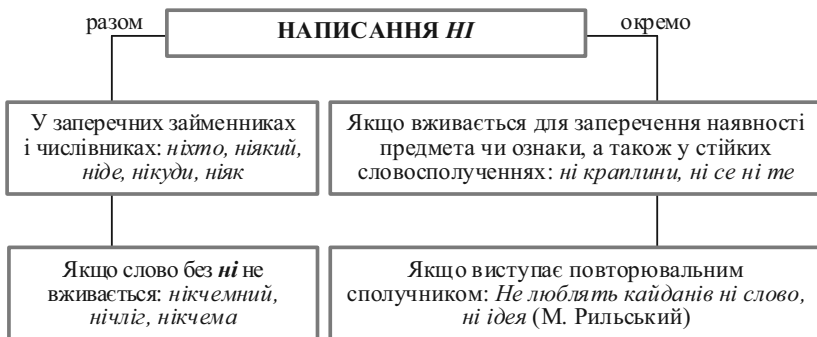 разом
НАПИСАННЯ НІ
окремо
У заперечних займенниках
і числівниках: ніхто, ніякий,
ніде, нікуди, ніяк
Якщо вживається для заперечення наявності
предмета чи ознаки, а також у стійких
словосполученнях: ні краплини, ні се ні те
Якщо слово без ні не
вживається: нікчемний,
нічліг, нікчема
Якщо виступає повторювальним
сполучником: Не люблять кайданів ні слово,
ні ідея (М. Рильський)